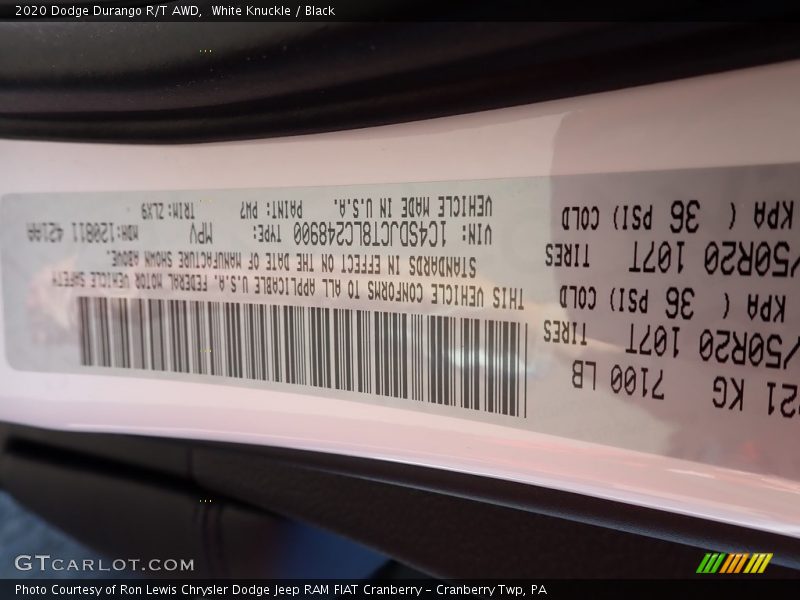 2020 Dodge Durango R/T AWD, White Knuckle / Black
21 KG 7100 LB
/50R20 107T TIRES
KPA ( 36 PSI) COLD
/50R20 107T TIRES
KPA ( 36 PSI) COLD
THIS VEHICLE CONFORMS TO ALL APPLICABLE U.S.A. FEDERAL MOTOR VEHICLE SAFETY
STANDARDS IN EFFECT ON THE DATE OF MANUFACTURE SHOWN ABOVE.
VIN: 1C4SDJCT8LC248900 TYPE: MPV MDH:120811 421AA
VEHICLE MADE IN U.S.A. PAINT: PW7 TRIM: ZLX9
GTCARLOT.COM
Photo Courtesy of Ron Lewis Chrysler Dodge Jeep RAM FIAT Cranberry – Cranberry Twp, PA